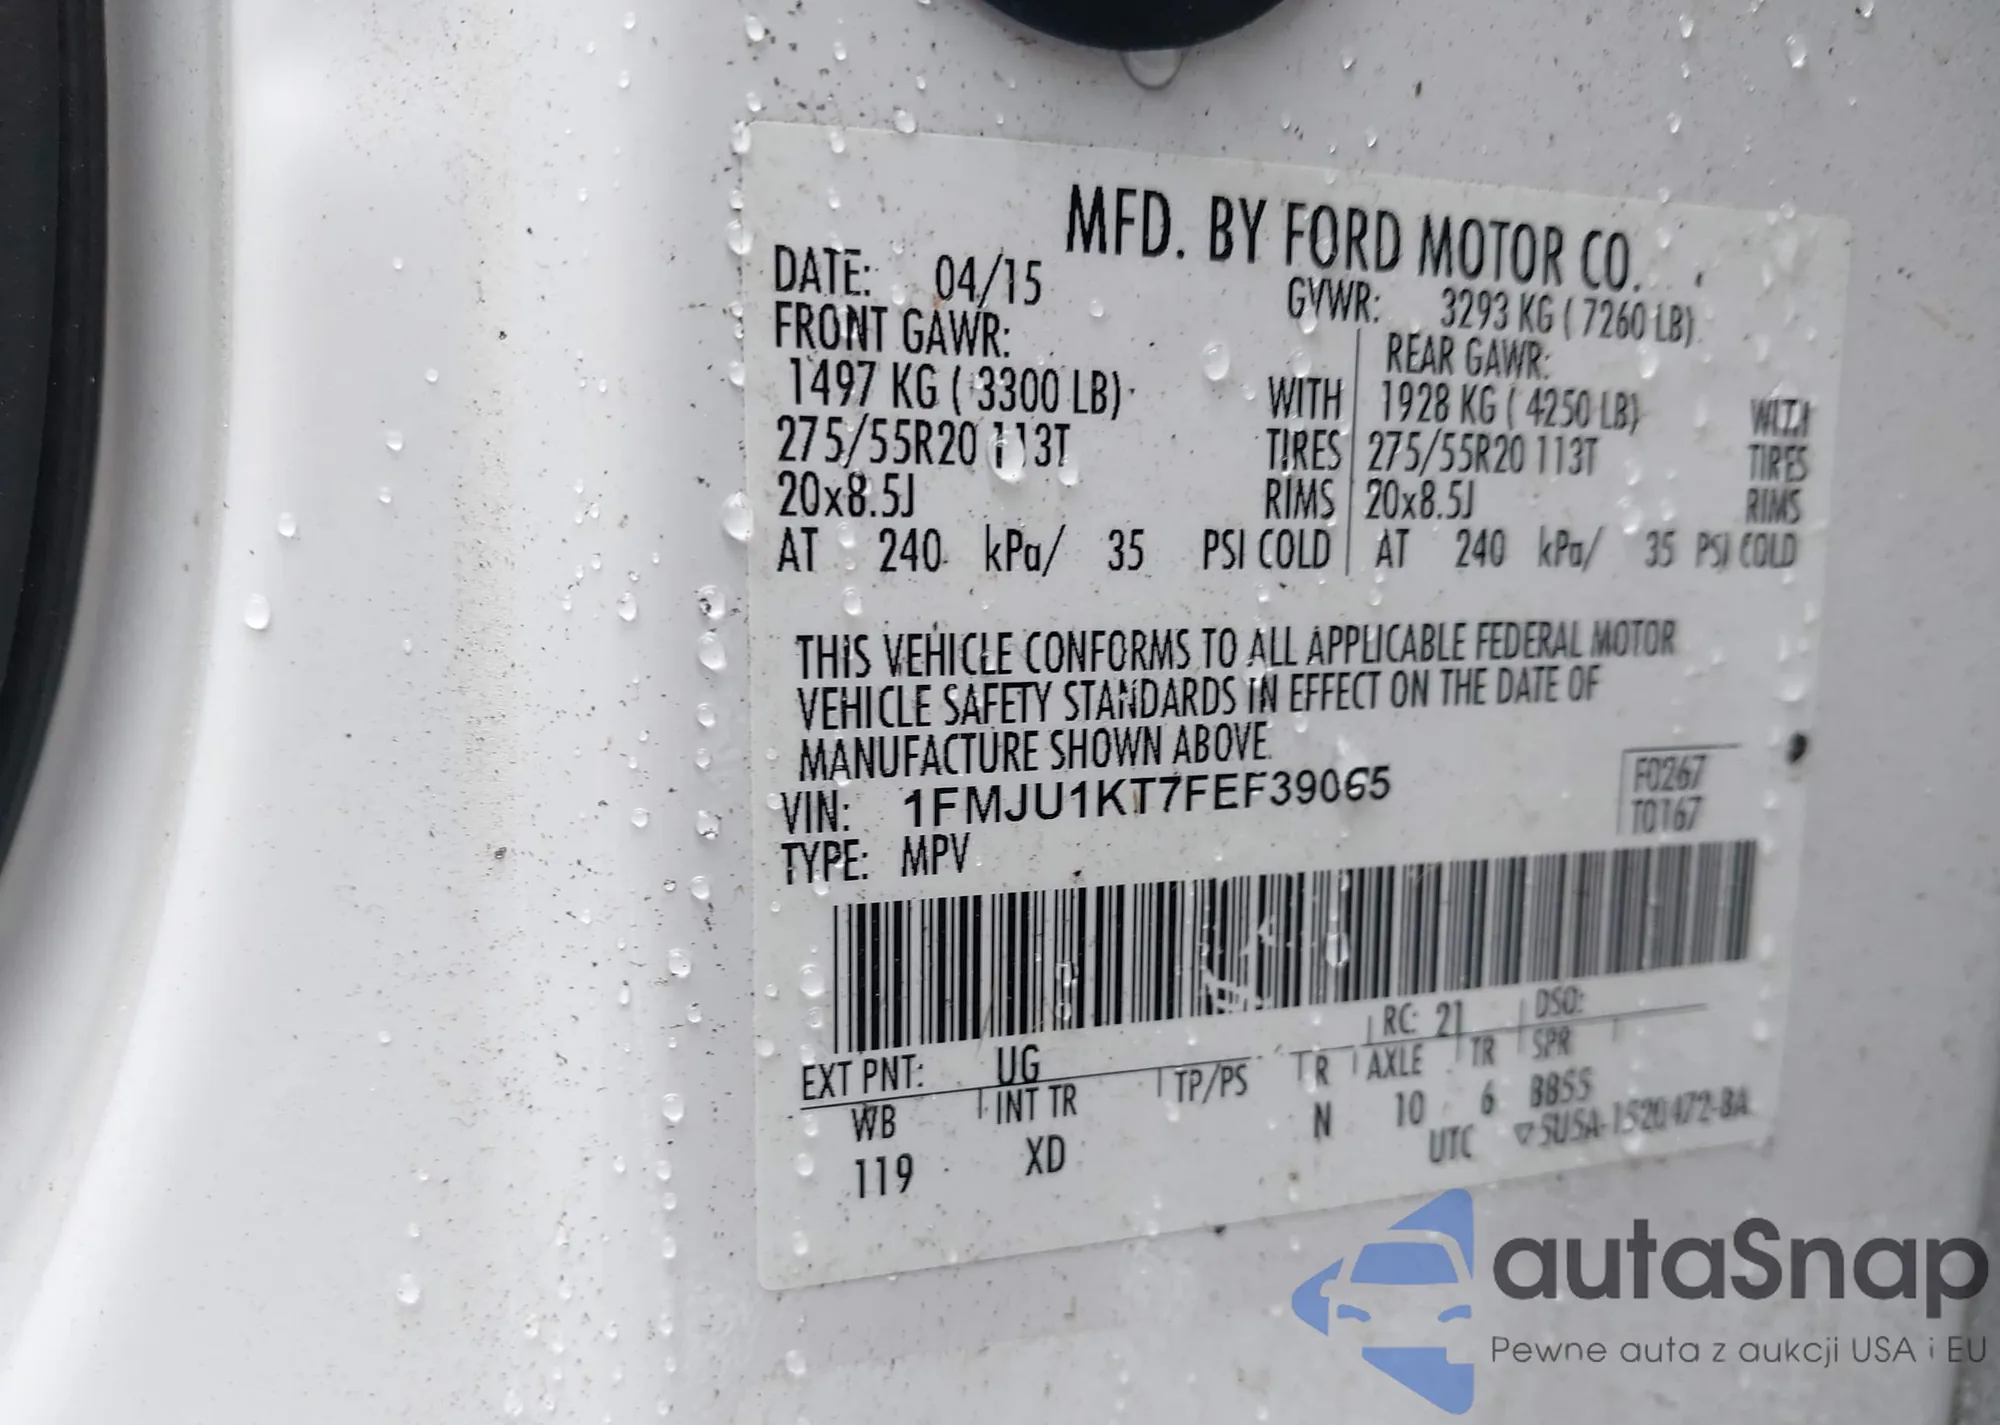 MFD. BY FORD MOTOR CO.
DATE: 04/15
GVWR: 3293 KG ( 7260 LB)
FRONT GAWR:
REAR GAWR:
1497 KG ( 3300 LB) WITH
1928 KG ( 4250 LB) WITH
275/55R20 113T TIRES
275/55R20 113T TIRES
20x8.5J RIMS
20x8.5J RIMS
AT 240 kPa/ 35 PSI COLD
AT 240 kPa/ 35 PSI COLD
THIS VEHICLE CONFORMS TO ALL APPLICABLE FEDERAL MOTOR
VEHICLE SAFETY STANDARDS IN EFFECT ON THE DATE OF
MANUFACTURE SHOWN ABOVE.
VIN: 1FMJU1KT7FEF39065
F0267
T0167
TYPE: MPV
RC: 21 DSO:
EXT PNT: UG
WB INT TR TP/PS R AXLE TR SPR
119 XD N 10 6 BB55
UTC ▽5U5A-1520472-BA
autaSnap
Pewne auta z aukcji USA i EU